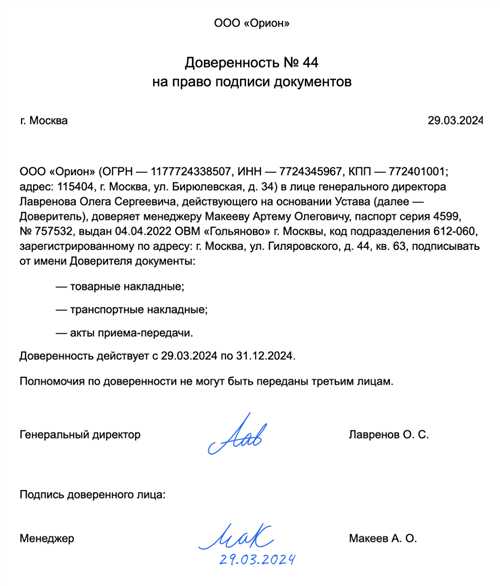 ООО «Орион»
Доверенность № 44
на право подписи документов
г. Москва 29.03.2024
ООО «Орион» (ОГРН — 1177724338507, ИНН — 7724345967, КПП — 772401001;
адрес: 115404, г. Москва, ул. Бирюлевская, д. 34) в лице генерального директора
Лавренова Олега Сергеевича, действующего на основании Устава (далее —
Доверитель), доверяет менеджеру Макееву Артему Олеговичу, паспорт серия 4599,
№ 757532, выдан 04.04.2022 ОВМ «Гольяново» г. Москвы, код подразделения 612-060,
зарегистрированному по адресу: г. Москва, ул. Гиляровского, д. 44, кв. 63, подписывать
от имени Доверителя документы:
— товарные накладные;
— транспортные накладные;
— акты приема-передачи.
Доверенность действует с 29.03.2024 по 31.12.2024.
Полномочия по доверенности не могут быть переданы третьим лицам.
Генеральный директор Лав Лавренов О. С.
Подпись доверенного лица:
Менеджер Мак Макеев А. О.
29.03.2024